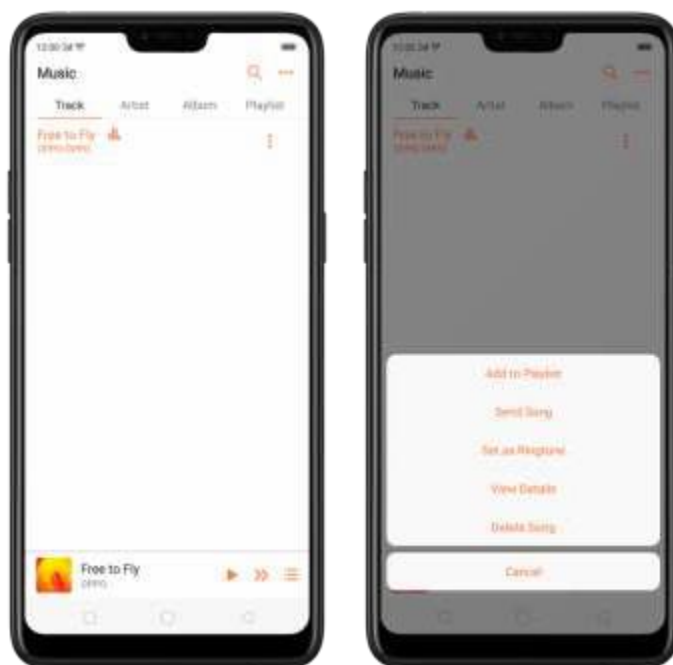 Music
Track Artist Album Playlist
Free to Fly
Free to Fly
OPPO
Music
Track Artist Album Playlist
Free to Fly
Add to Playlist
Send Song
Set as Ringtone
View Details
Delete Song
Cancel